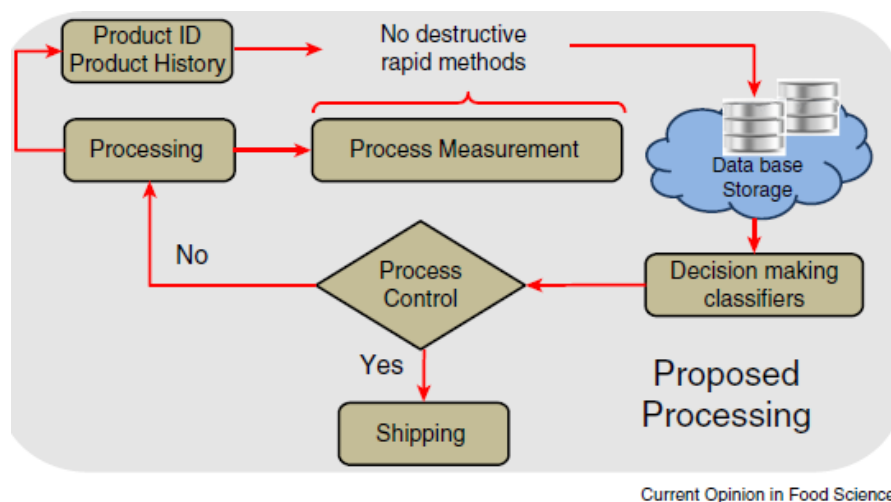 Product ID
Product History
No destructive
rapid methods
Processing
Process Measurement
Data base
Storage
No
Process
Control
Decision making
classifiers
Yes
Proposed
Processing
Shipping
Current Opinion in Food Science